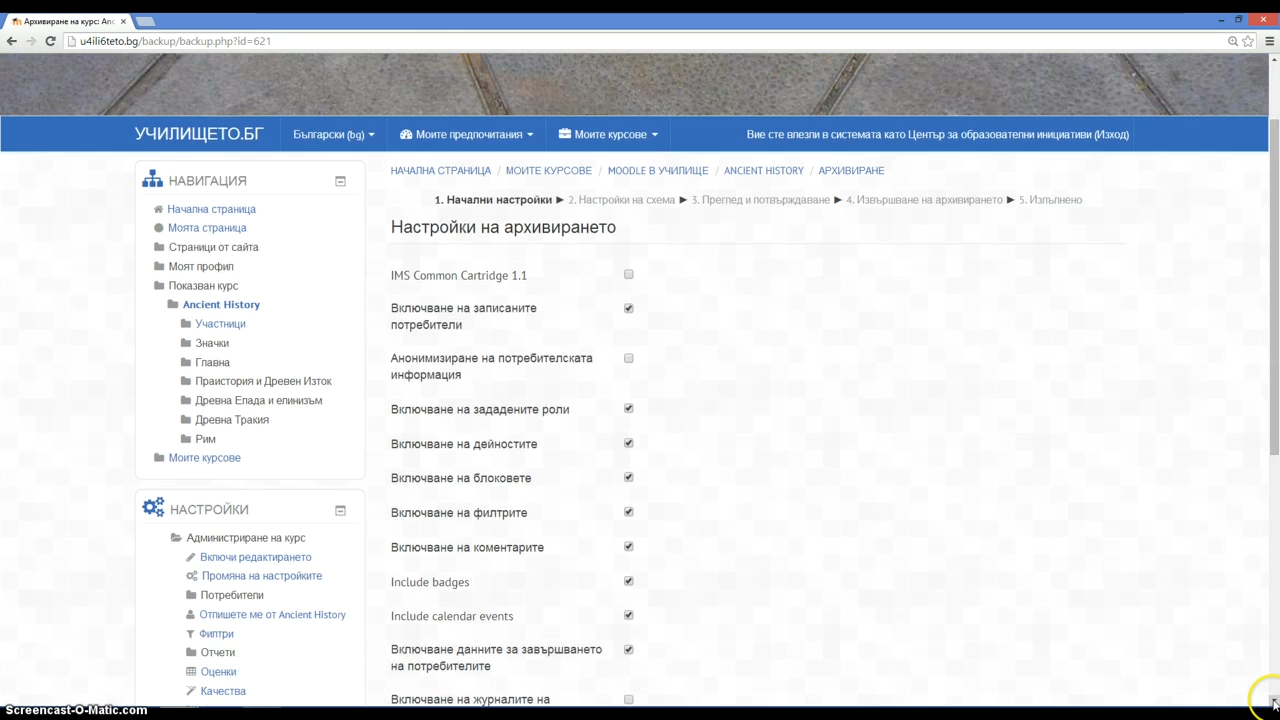 Архивиране на курс: Anc
u4ili6teto.bg/backup/backup.php?id=621
УЧИЛИЩЕТО.БГ
Български (bg)
Моите предпочитания
Моите курсове
Вие сте влезли в системата като Център за образователни инициативи (Изход)
НАВИГАЦИЯ
Начална страница
Моята страница
Страници от сайта
Моят профил
Показван курс
Ancient History
Участници
Значки
Главна
Праистория и Древен Изток
Древна Елада и елинизъм
Древна Тракия
Рим
Моите курсове
НАСТРОЙКИ
Администриране на курс
Включи редактирането
Промяна на настройките
Потребители
Отпишете ме от Ancient History
Филтри
Отчети
Оценки
Качества
НАЧАЛНА СТРАНИЦА / МОИТЕ КУРСОВЕ / MOODLE В УЧИЛИЩЕ / ANCIENT HISTORY / АРХИВИРАНЕ
1. Начални настройки ► 2. Настройки на схема ► 3. Преглед и потвърждаване ► 4. Извършване на архивирането ► 5. Изпълнено
Настройки на архивирането
IMS Common Cartridge 1.1
Включване на записаните
потребители
Анонимизиране на потребителската
информация
Включване на зададените роли
Включване на дейностите
Включване на блоковете
Включване на филтрите
Включване на коментарите
Include badges
Include calendar events
Включване данните за завършването
на потребителите
Включване на журналите на
Screencast-O-Matic.com